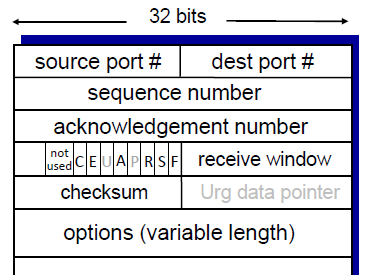 32 bits
source port # dest port #
sequence number
acknowledgement number
not used C E U A P R S F receive window
checksum Urg data pointer
options (variable length)